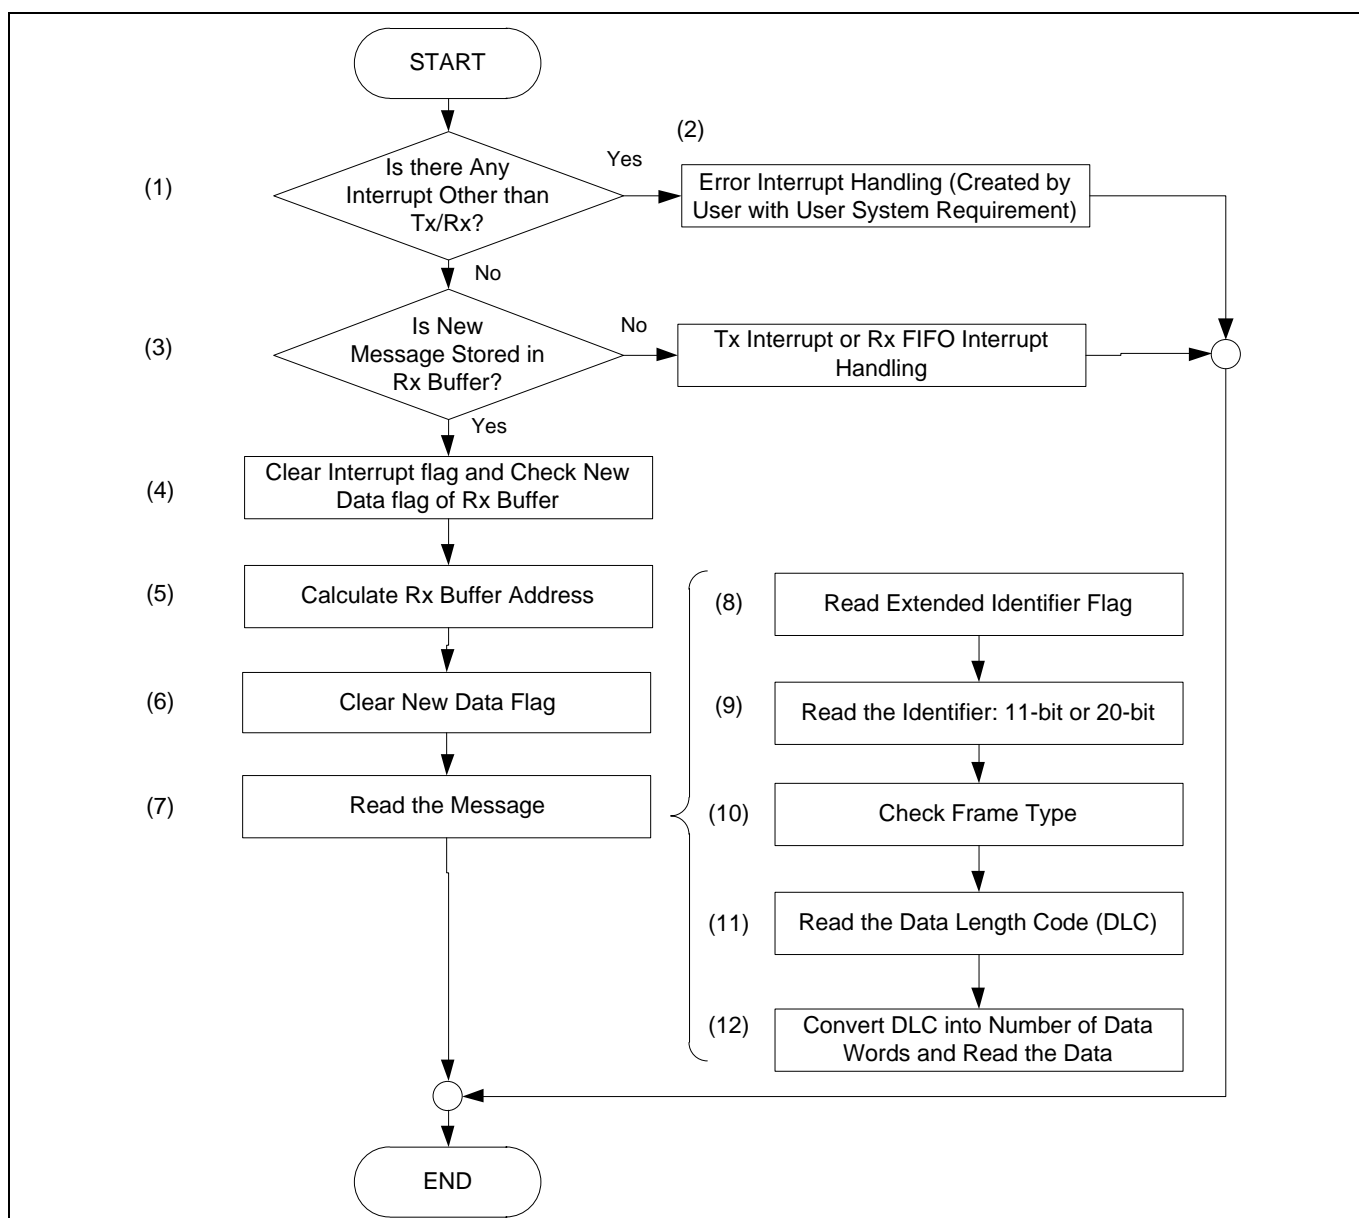 START
(1)
Is there Any
Interrupt Other than
Tx/Rx?
Yes
(2)
Error Interrupt Handling (Created by
User with User System Requirement)
No
(3)
Is New
Message Stored in
Rx Buffer?
No
Tx Interrupt or Rx FIFO Interrupt
Handling
Yes
(4)
Clear Interrupt flag and Check New
Data flag of Rx Buffer
(5)
Calculate Rx Buffer Address
(6)
Clear New Data Flag
(7)
Read the Message
(8)
Read Extended Identifier Flag
(9)
Read the Identifier: 11-bit or 20-bit
(10)
Check Frame Type
(11)
Read the Data Length Code (DLC)
(12)
Convert DLC into Number of Data
Words and Read the Data
END